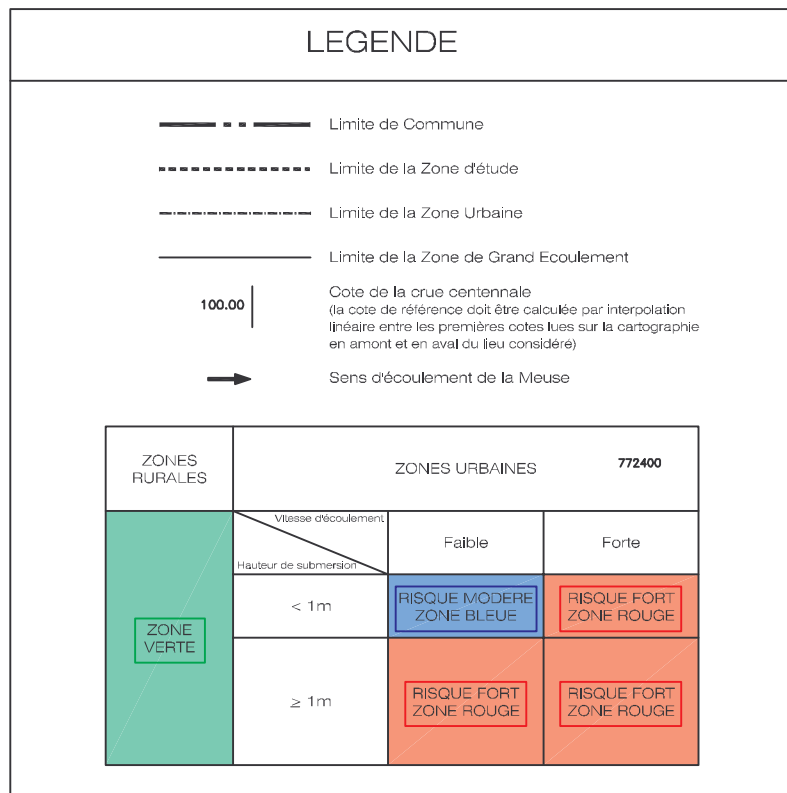 LEGENDE
Limite de Commune
Limite de la Zone d'étude
Limite de la Zone Urbaine
Limite de la Zone de Grand Ecoulement
100.00
Cote de la crue centennale
(la cote de référence doit être calculée par interpolation
linéaire entre les premières cotes lues sur la cartographie
en amont et en aval du lieu considéré)
Sens d'écoulement de la Meuse
ZONES
RURALES
ZONES URBAINES
772400
Vitesse d'écoulement
Hauteur de submersion
Faible
Forte
ZONE
VERTE
< 1m
RISQUE MODERE
ZONE BLEUE
RISQUE FORT
ZONE ROUGE
≥ 1m
RISQUE FORT
ZONE ROUGE
RISQUE FORT
ZONE ROUGE